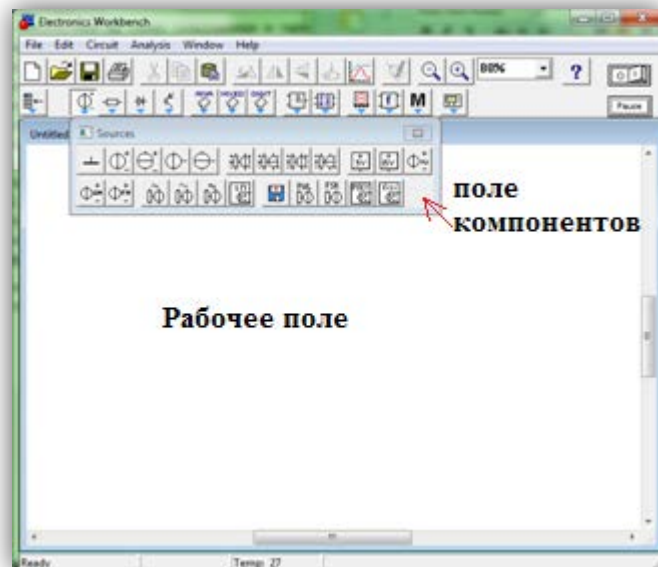 Electronics Workbench
File Edit Circuit Analysis Window Help
80%
?
M
Pause
Untitled
Sources
поле
компонентов
Рабочее поле
Ready
Temp: 27